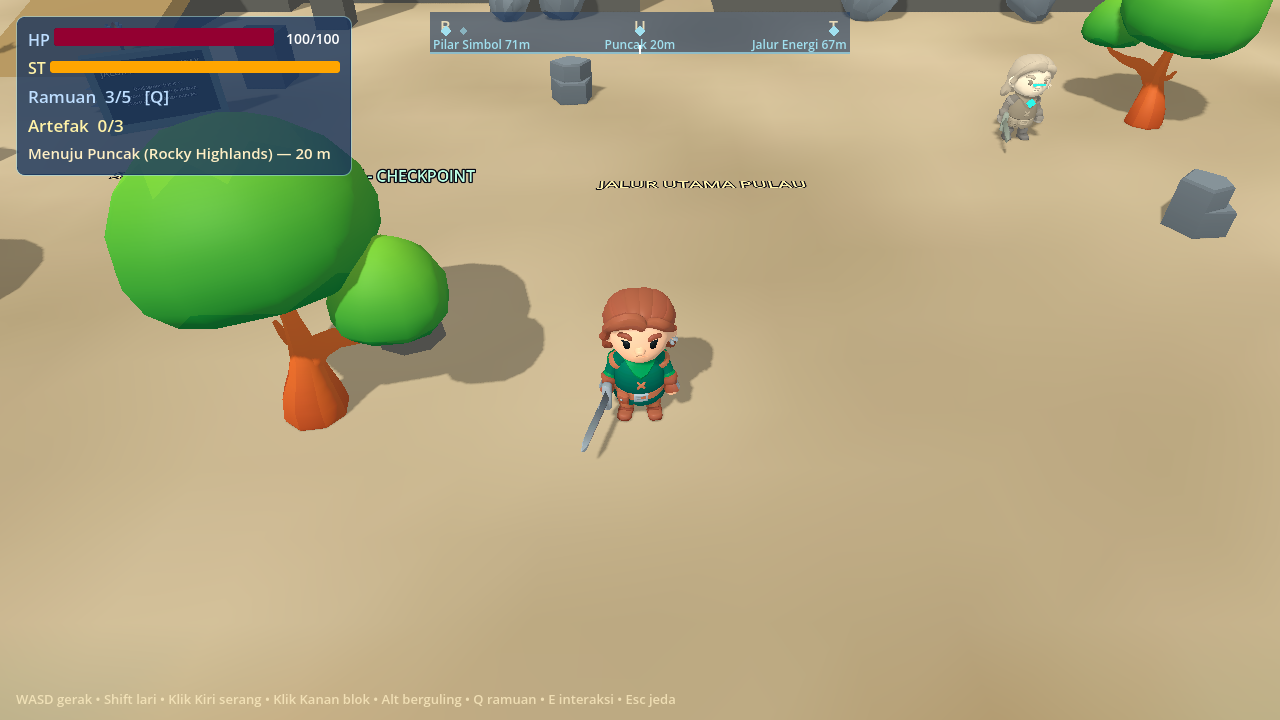 HP 100/100
ST
Ramuan 3/5 [Q]
Artefak 0/3
Menuju Puncak (Rocky Highlands) — 20 m
B U T
Pilar Simbol 71m Puncak 20m Jalur Energi 67m
- CHECKPOINT
JALUR UTAMA PULAU
WASD gerak • Shift lari • Klik Kiri serang • Klik Kanan blok • Alt berguling • Q ramuan • E interaksi • Esc jeda